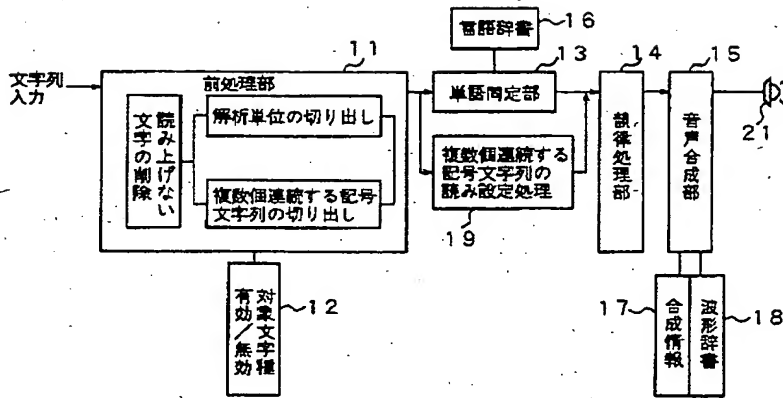 16
言語辞書
11
13
14
15
文字列
入力
前処理部
読み上げない
文字の削除
解析単位の切り出し
複数個連続する記号
文字列の切り出し
単語同定部
複数個連続する
記号文字列の
読み設定処理
19
韻律処理部
音声合成部
21
対象文字種
有効/無効
12
17
合成情報
波形辞書
18